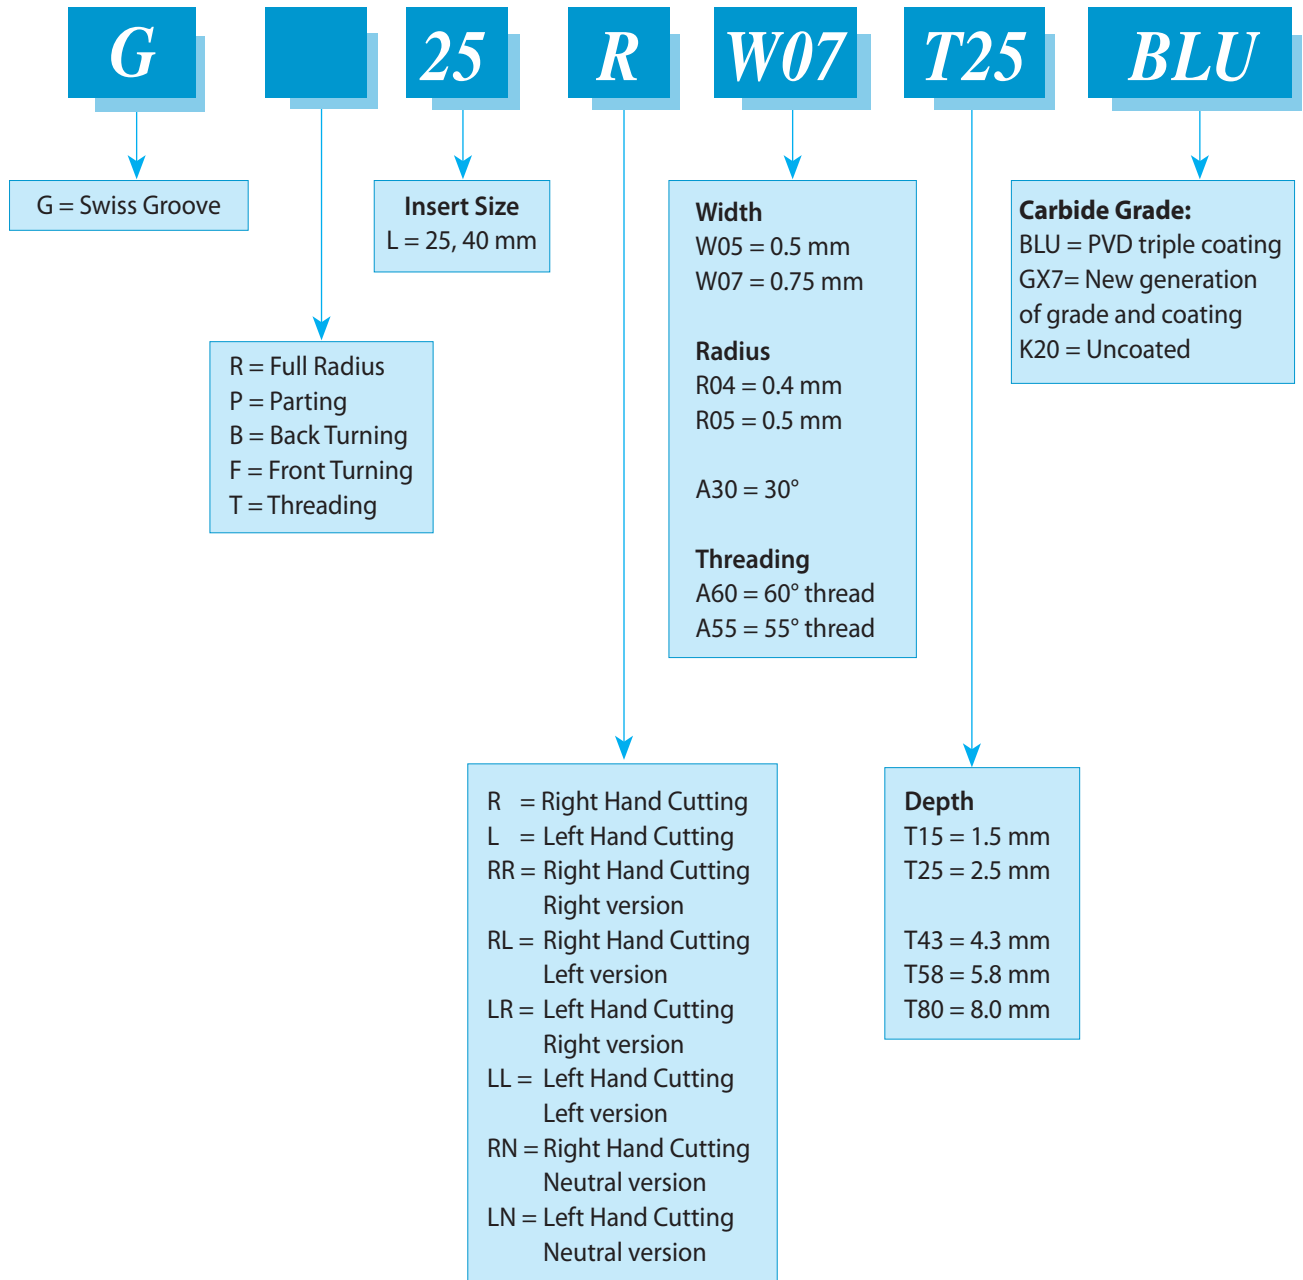 G 25 R W07 T25 BLU
G = Swiss Groove
R = Full Radius
P = Parting
B = Back Turning
F = Front Turning
T = Threading
Insert Size
L = 25, 40 mm
R = Right Hand Cutting
L = Left Hand Cutting
RR = Right Hand Cutting
Right version
RL = Right Hand Cutting
Left version
LR = Left Hand Cutting
Right version
LL = Left Hand Cutting
Left version
RN = Right Hand Cutting
Neutral version
LN = Left Hand Cutting
Neutral version
Width
W05 = 0.5 mm
W07 = 0.75 mm
Radius
R04 = 0.4 mm
R05 = 0.5 mm
A30 = 30°
Threading
A60 = 60° thread
A55 = 55° thread
Depth
T15 = 1.5 mm
T25 = 2.5 mm
T43 = 4.3 mm
T58 = 5.8 mm
T80 = 8.0 mm
Carbide Grade:
BLU = PVD triple coating
GX7= New generation
of grade and coating
K20 = Uncoated